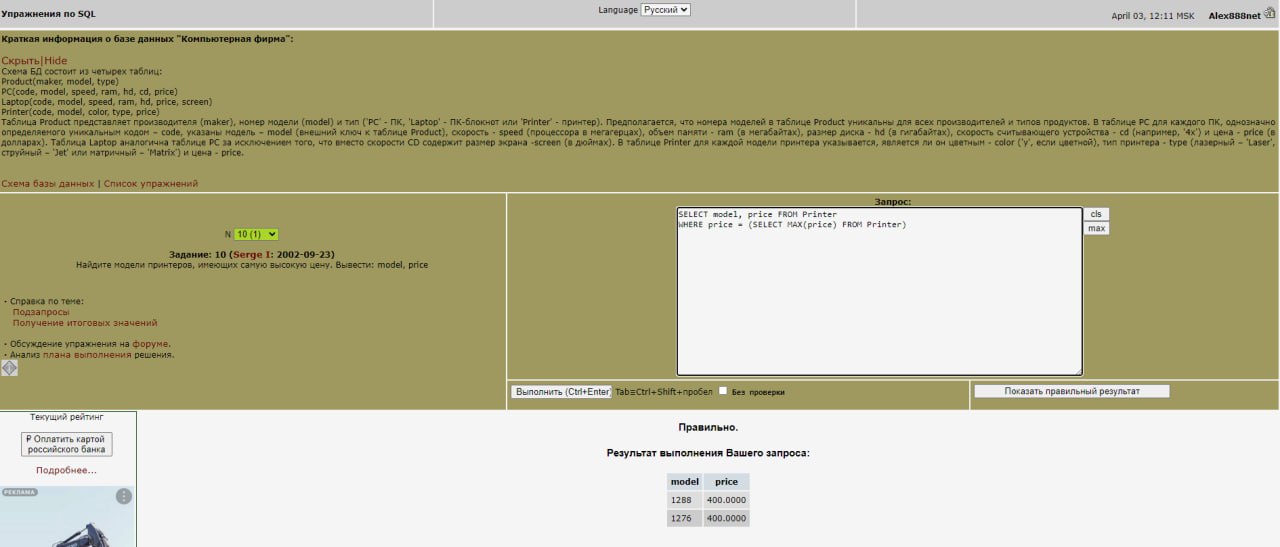 Упражнения по SQL
Language Русский
April 03, 12:11 MSK Alex888net
Краткая информация о базе данных "Компьютерная фирма":
Скрыть|Hide
Схема БД состоит из четырех таблиц:
Product(maker, model, type)
PC(code, model, speed, ram, hd, cd, price)
Laptop(code, model, speed, ram, hd, price, screen)
Printer(code, model, color, type, price)
Таблица Product представляет производителя (maker), номер модели (model) и тип ('PC' - ПК, 'Laptop' - ПК-блокнот или 'Printer' - принтер). Предполагается, что номера моделей в таблице Product уникальны для всех производителей и типов продуктов. В таблице PC для каждого ПК, однозначно
определяемого уникальным кодом – code, указаны модель – model (внешний ключ к таблице Product), скорость - speed (процессора в мегагерцах), объем памяти - ram (в мегабайтах), размер диска - hd (в гигабайтах), скорость считывающего устройства - cd (например, '4x') и цена - price (в
долларах). Таблица Laptop аналогична таблице PC за исключением того, что вместо скорости CD содержит размер экрана -screen (в дюймах). В таблице Printer для каждой модели принтера указывается, является ли он цветным - color ('y', если цветной), тип принтера - type (лазерный – 'Laser',
струйный – 'Jet' или матричный – 'Matrix') и цена - price.
Схема базы данных | Список упражнений
N 10 (1)
Задание: 10 (Serge I: 2002-09-23)
Найдите модели принтеров, имеющих самую высокую цену. Вывести: model, price
· Справка по теме:
Подзапросы
Получение итоговых значений
· Обсуждение упражнения на форуме.
· Анализ плана выполнения решения.
Запрос:
SELECT model, price FROM Printer
WHERE price = (SELECT MAX(price) FROM Printer)
cls
max
Выполнить (Ctrl+Enter) Tab=Ctrl+Shift+пробел Без проверки
Показать правильный результат
Текущий рейтинг
₽ Оплатить картой
российского банка
Подробнее...
РЕКЛАМА
Правильно.
Результат выполнения Вашего запроса:
model price
1288 400.0000
1276 400.0000